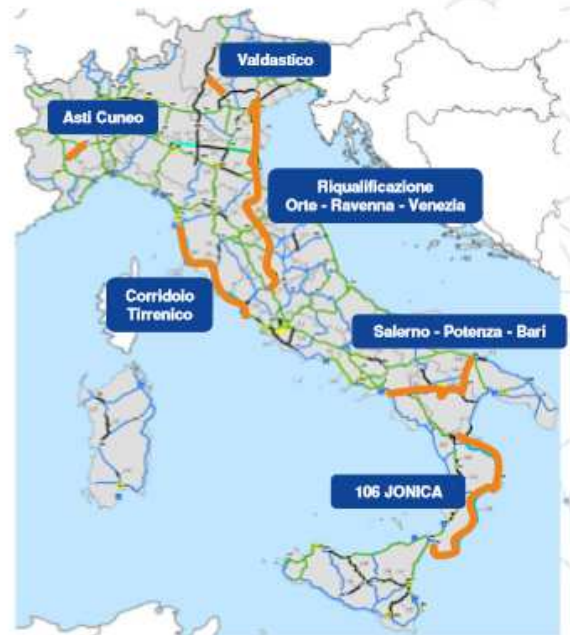 Valdastico
Asti Cuneo
Riqualificazione
Orte - Ravenna - Venezia
Corridoio
Tirrenico
Salerno - Potenza - Bari
106 JONICA